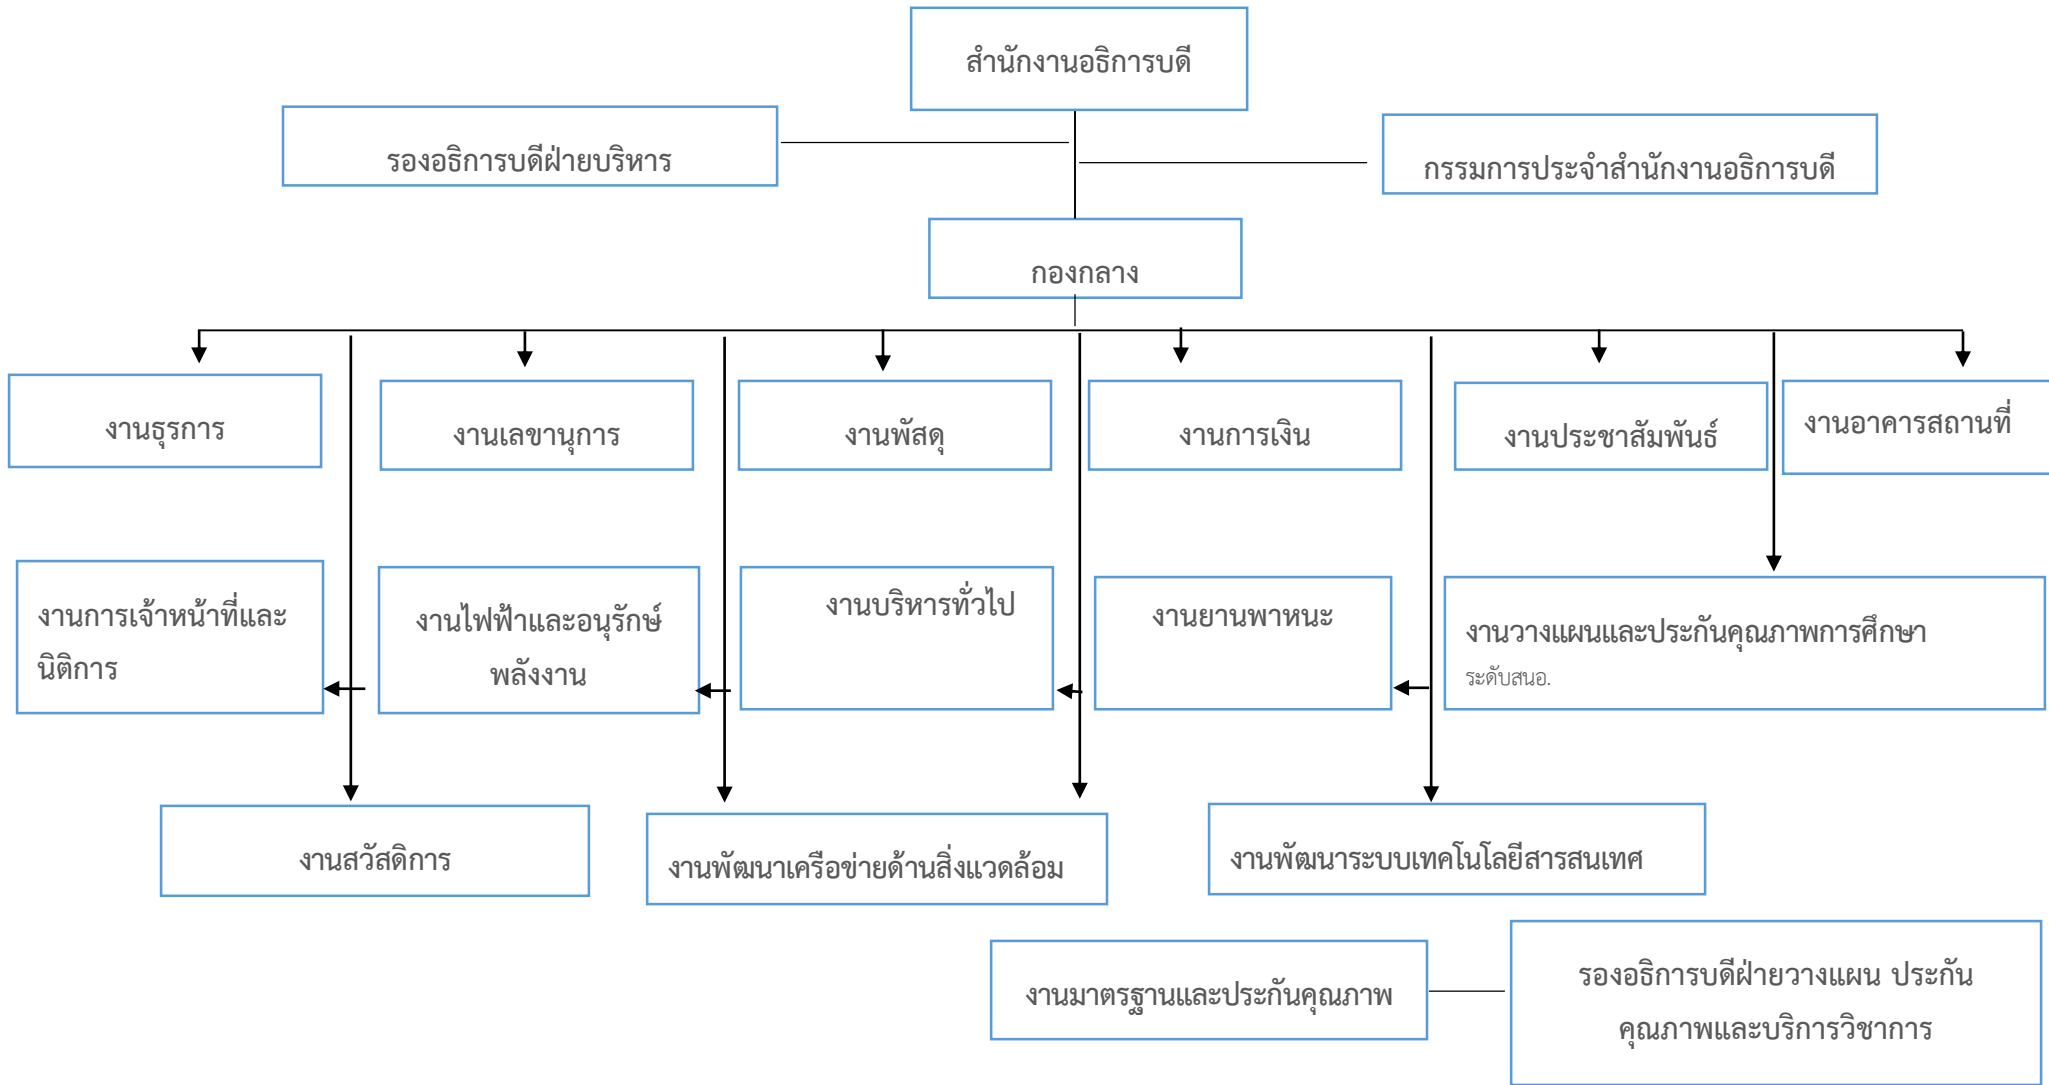 สำนักงานอธิการบดี
รองอธิการบดีฝ่ายบริหาร
กรรมการประจำสำนักงานอธิการบดี
กองกลาง
งานธุรการ
งานเลขานุการ
งานพัสดุ
งานการเงิน
งานประชาสัมพันธ์
งานอาคารสถานที่
งานการเจ้าหน้าที่และ
นิติการ
งานไฟฟ้าและอนุรักษ์
พลังงาน
งานบริหารทั่วไป
งานยานพาหนะ
งานวางแผนและประกันคุณภาพการศึกษา
ระดับสนอ.
งานสวัสดิการ
งานพัฒนาเครือข่ายด้านสิ่งแวดล้อม
งานพัฒนาระบบเทคโนโลยีสารสนเทศ
งานมาตรฐานและประกันคุณภาพ
รองอธิการบดีฝ่ายวางแผน ประกัน
คุณภาพและบริการวิชาการ